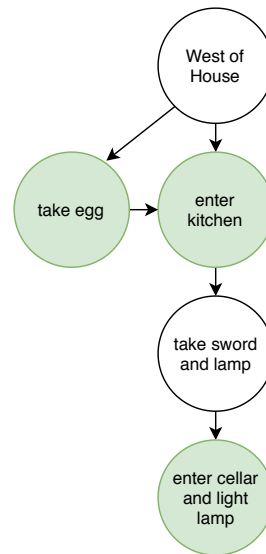 West of
House
take egg
enter
kitchen
take sword
and lamp
enter cellar
and light
lamp